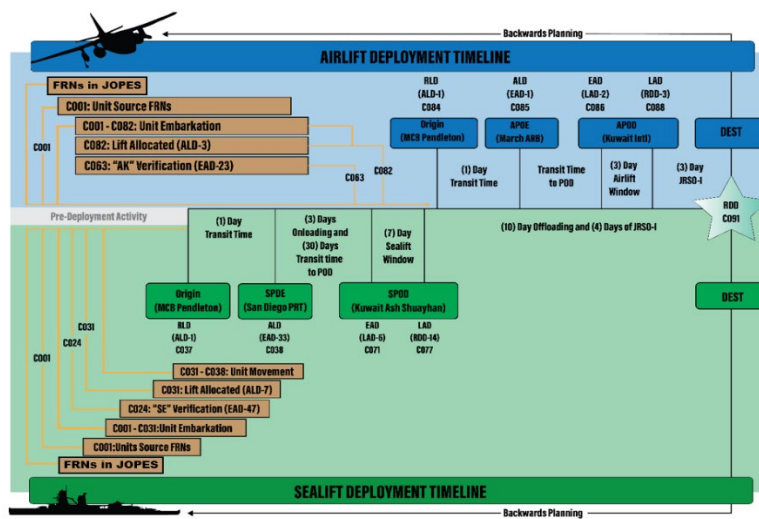 Backwards Planning
AIRLIFT DEPLOYMENT TIMELINE
FRNs in JOPES
C001: Unit Source FRNs
C001 - C082: Unit Embarkation
C082: Lift Allocated (ALD-3)
C063: "AK" Verification (EAD-23)
C001
C063
C082
RLD
(ALD-1)
C084
ALD
(EAD-1)
C085
EAD
(LAD-2)
C086
LAD
(RDD-3)
C088
Origin
(MCB Pendleton)
APOE
(March ARB)
APOD
(Kuwait Intl)
DEST
(1) Day
Transit Time
Transit Time
to POD
(3) Day
Airlift
Window
(3) Day
JRSO-I
RDD
C091
Pre-Deployment Activity
(1) Day
Transit Time
(3) Days
Onloading and
(30) Days
Transit time to
POD
(7) Day
Sealift
Window
(10) Day Offloading and (4) Days of JRSO-I
Origin
(MCB Pendleton)
SPOE
(San Diego PRT)
SPOD
(Kuwait Ash Shuayhan)
DEST
RLD
(ALD-1)
C037
ALD
(EAD-33)
C038
EAD
(LAD-6)
C071
LAD
(RDD-14)
C077
C001
C024
C031
C031 - C038: Unit Movement
C031: Lift Allocated (ALD-7)
C024: "SE" Verification (EAD-47)
C001 - C031:Unit Embarkation
C001:Units Source FRNs
FRNs in JOPES
SEALIFT DEPLOYMENT TIMELINE
Backwards Planning